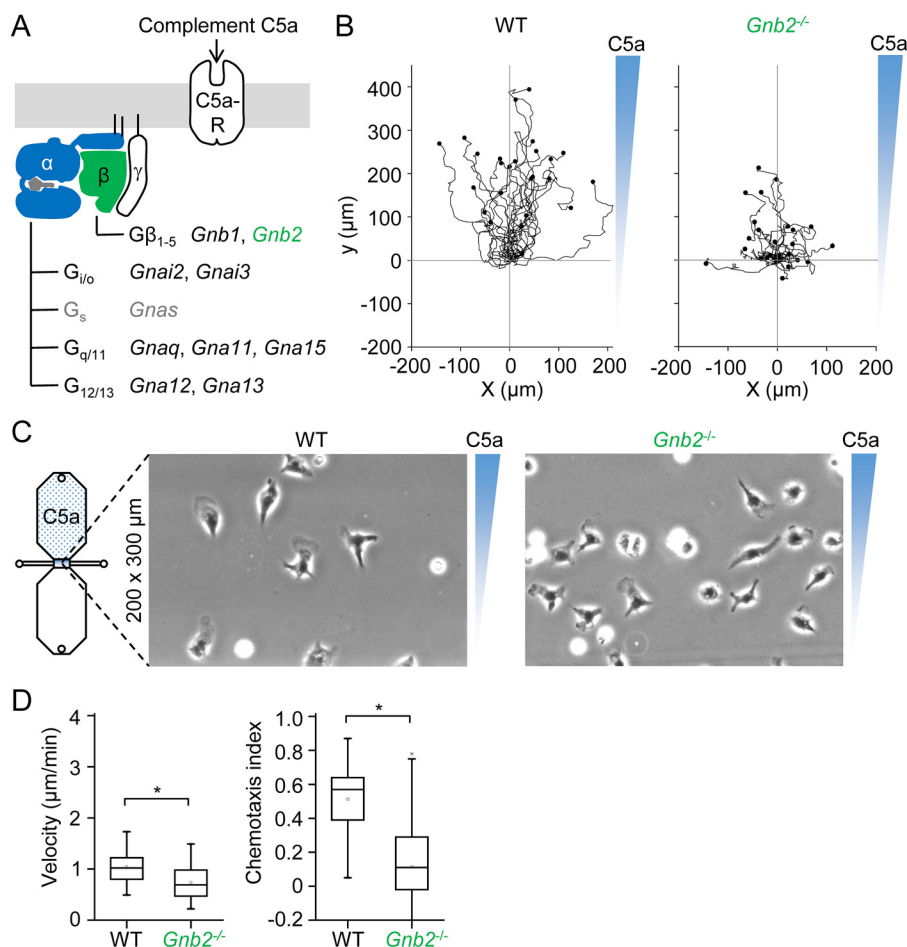 A
Complement C5a
C5a-
R
α
β
γ
Gβ1-5 Gnb1, Gnb2
Gi/o Gnai2, Gnai3
Gs Gnas
Gq/11 Gnaq, Gna11, Gna15
G12/13 Gna12, Gna13
B
WT
C5a
Gnb2-/-
C5a
y (µm)
400
300
200
100
0
-100
-200
-200 -100 0 100 200
X (µm)
-200 -100 0 100 200
X (µm)
C
WT
C5a
Gnb2-/-
C5a
C5a
200 x 300 µm
D
Velocity (µm/min)
4
3
2
1
0
*
WT Gnb2-/-
Chemotaxis index
1.0
0.8
0.6
0.4
0.2
0
-0.2
*
WT Gnb2-/-